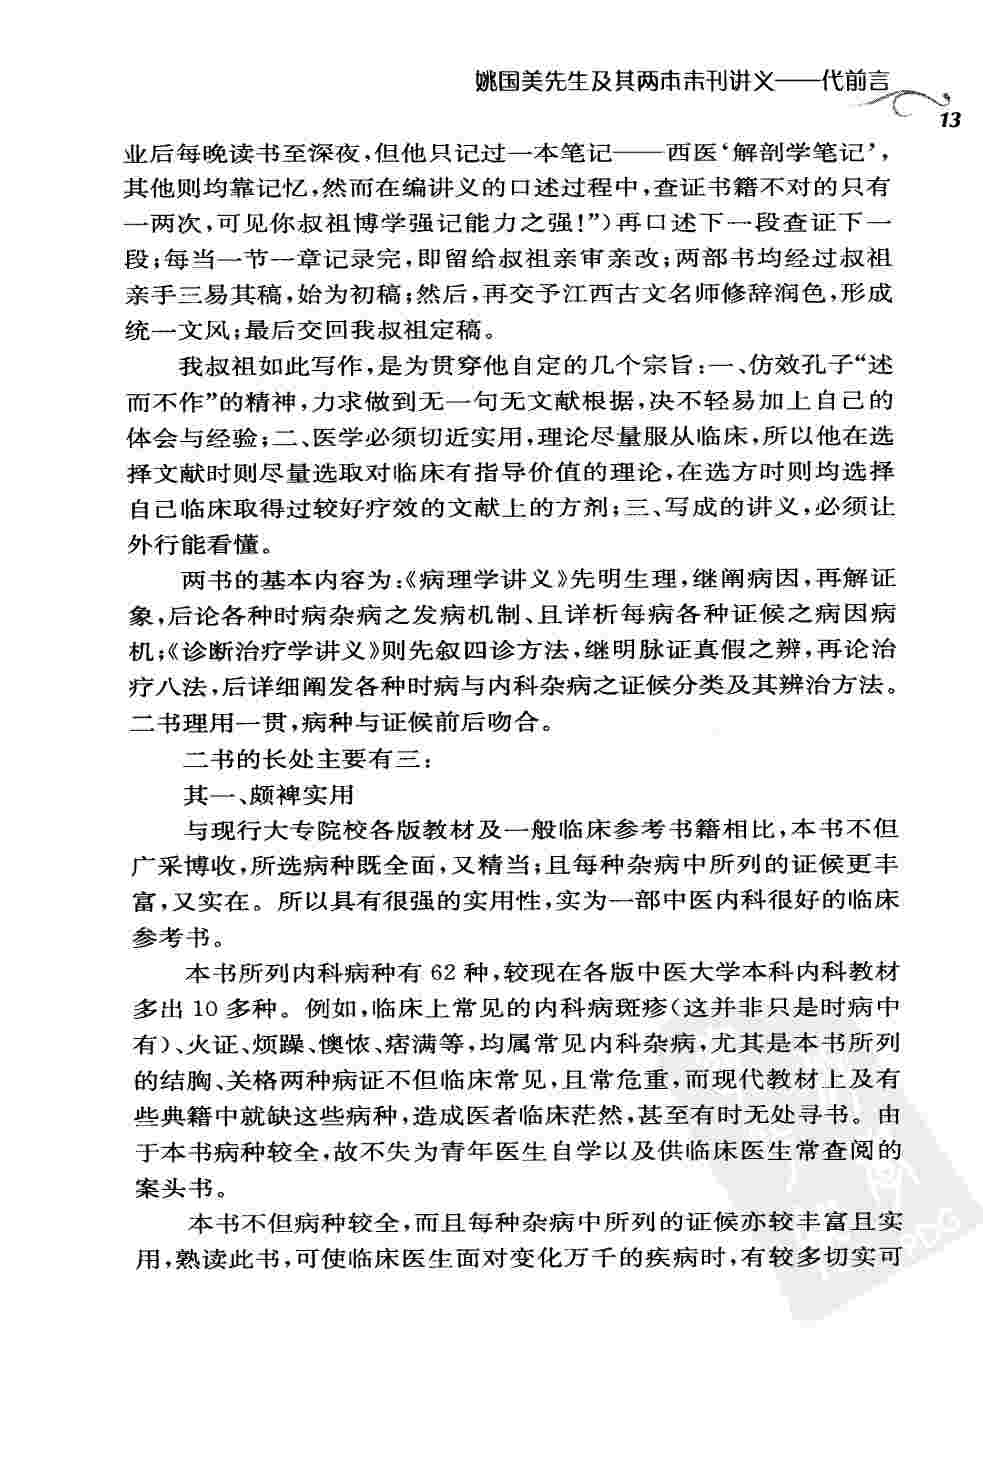 姚国美先生及其两本未刊讲义——代前言
13
业后每晚读书至深夜,但他只记过一本笔记——西医‘解剖学笔记’,
其他则均靠记忆,然而在编讲义的口述过程中,查证书籍不对的只有
一两次,可见你叔祖博学强记能力之强!”)再口述下一段查证下一
段;每当一节一章记录完,即留给叔祖亲审亲改;两部书均经过叔祖
亲手三易其稿,始为初稿;然后,再交予江西古文名师修辞润色,形成
统一文风;最后交回我叔祖定稿。
我叔祖如此写作,是为贯穿他自定的几个宗旨:一、仿效孔子“述
而不作”的精神,力求做到无一句无文献根据,决不轻易加上自己的
体会与经验;二、医学必须切近实用,理论尽量服从临床,所以他在选
择文献时则尽量选取对临床有指导价值的理论,在选方时则均选择
自己临床取得过较好疗效的文献上的方剂;三、写成的讲义,必须让
外行能看懂。
两书的基本内容为:《病理学讲义》先明生理,继阐病因,再解证
象,后论各种时病杂病之发病机制、且详析每病各种证候之病因病
机;《诊断治疗学讲义》则先叙四诊方法,继明脉证真假之辨,再论治
疗八法,后详细阐发各种时病与内科杂病之证候分类及其辨治方法。
二书理用一贯,病种与证候前后吻合。
二书的长处主要有三:
其一、颇裨实用
与现行大专院校各版教材及一般临床参考书籍相比,本书不但
广采博收,所选病种既全面,又精当;且每种杂病中所列的证候更丰
富,又实在。所以具有很强的实用性,实为一部中医内科很好的临床
参考书。
本书所列内科病种有 62 种,较现在各版中医大学本科内科教材
多出 10 多种。例如,临床上常见的内科病斑疹(这并非只是时病中
有)、火证、烦躁、懊侬、痞满等,均属常见内科杂病,尤其是本书所列
的结胸、关格两种病证不但临床常见,且常危重,而现代教材上及有
些典籍中就缺这些病种,造成医者临床茫然,甚至有时无处寻书。由
于本书病种较全,故不失为青年医生自学以及供临床医生常查阅的
案头书。
本书不但病种较全,而且每种杂病中所列的证候亦较丰富且实
用,熟读此书,可使临床医生面对变化万千的疾病时,有较多切实可
PDG